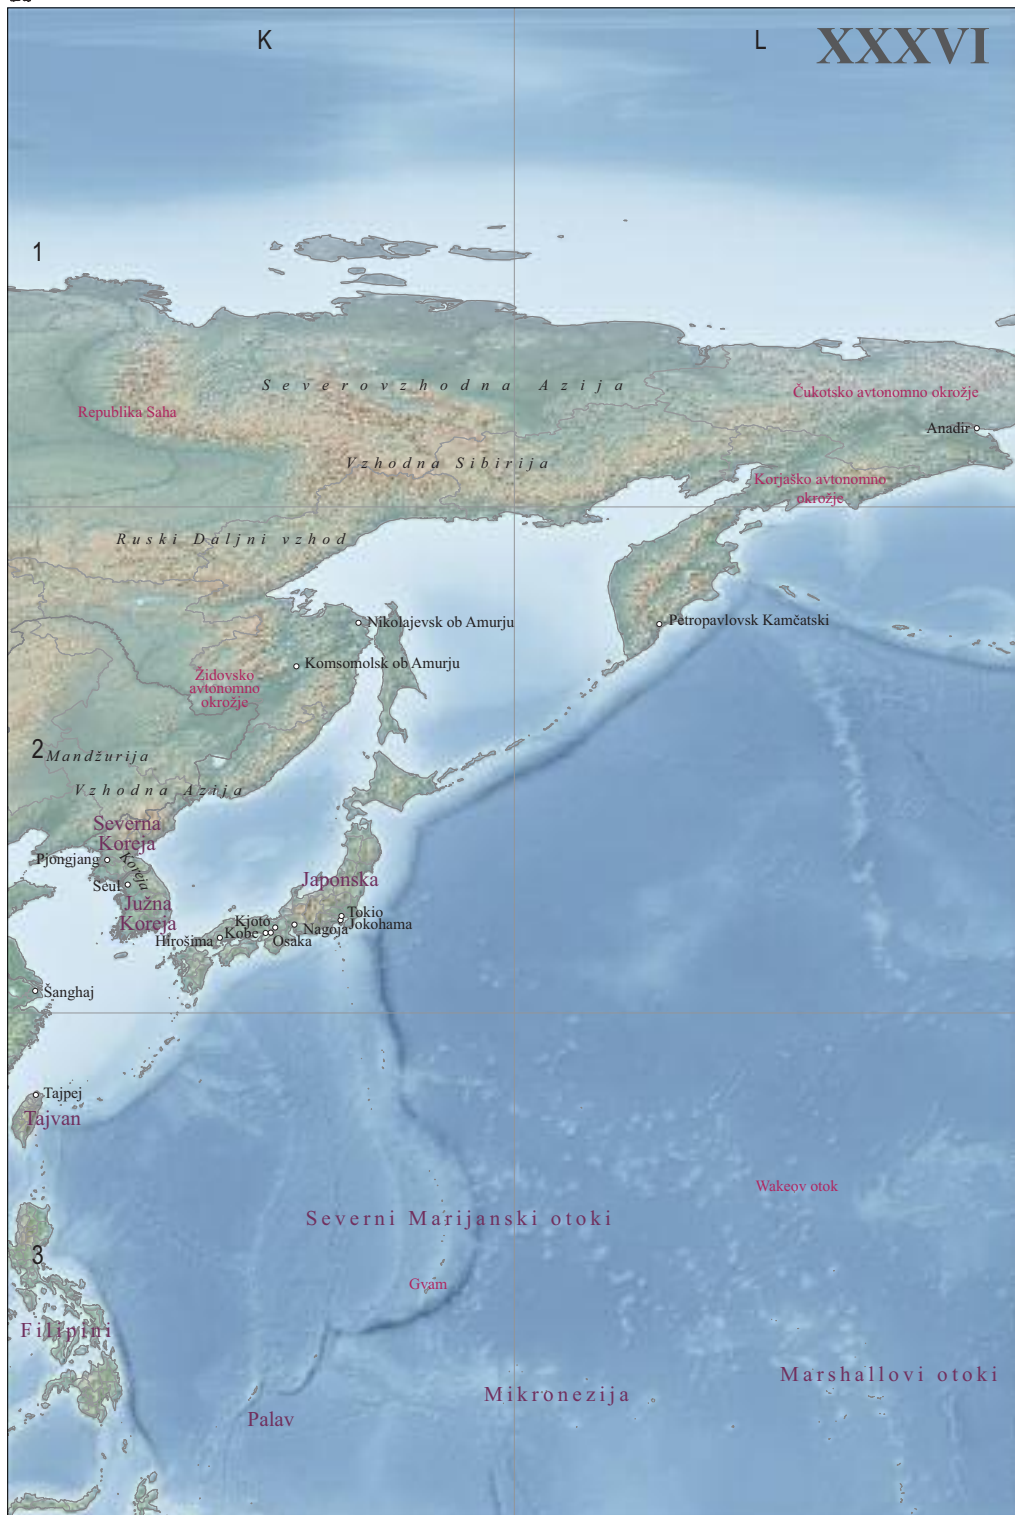 K
L
XXXVI
1
Severovzhodna Azija
Čukotsko avtonomno okrožje
Republika Saha
Anadir
Vzhodna Sibirija
Korjaško avtonomno
okrožje
Ruski Daljni vzhod
Nikolajevsk ob Amurju
Petropavlovsk Kamčatski
Komsomolsk ob Amurju
Židovsko
avtonomno
okrožje
2
Mandžurija
Vzhodna Azija
Severna
Koreja
Pjongjang
Koreja
Seul
Japonska
Južna
Koreja
Tokio
Jokohama
Kjoto
Nagoja
Hirošima
Kobe
Osaka
Šanghaj
Tajpej
Tajvan
Wakeov otok
Severni Marijanski otoki
3
Gvam
Filipini
Marshallovi otoki
Mikronezija
Palav